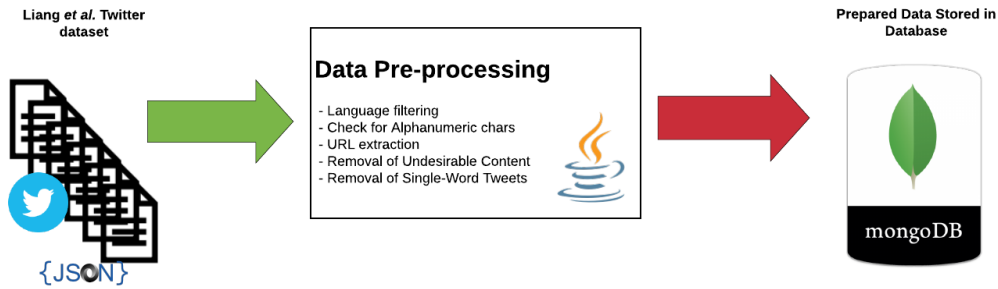 Liang et al. Twitter
dataset
{JSON}
Data Pre-processing
- Language filtering
- Check for Alphanumeric chars
- URL extraction
- Removal of Undesirable Content
- Removal of Single-Word Tweets
Prepared Data Stored in
Database
mongoDB